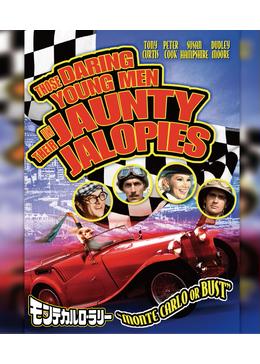 TONY CURTIS
PETER COOK
SUSAN HAMPSHIRE
DUDLEY MOORE
THOSE DARING
YOUNG MEN
IN THEIR
JAUNTY
JALOPIES
モンテカルロ・ラリー
"MONTE CARLO OR BUST"